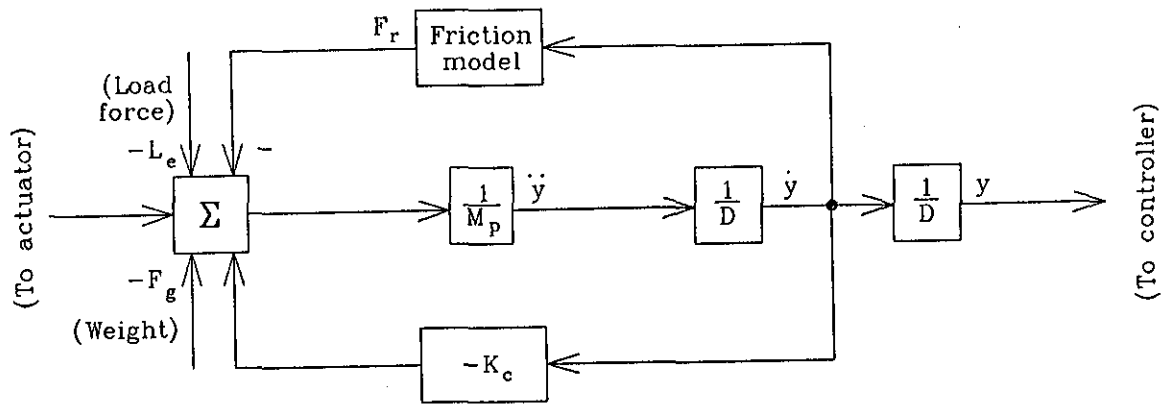 F_r
Friction
model
(Load
force)
-L_e
-
(To actuator)
Σ
1
M_p
ÿ
1
D
ẏ
1
D
y
(To controller)
-F_g
(Weight)
-K_c